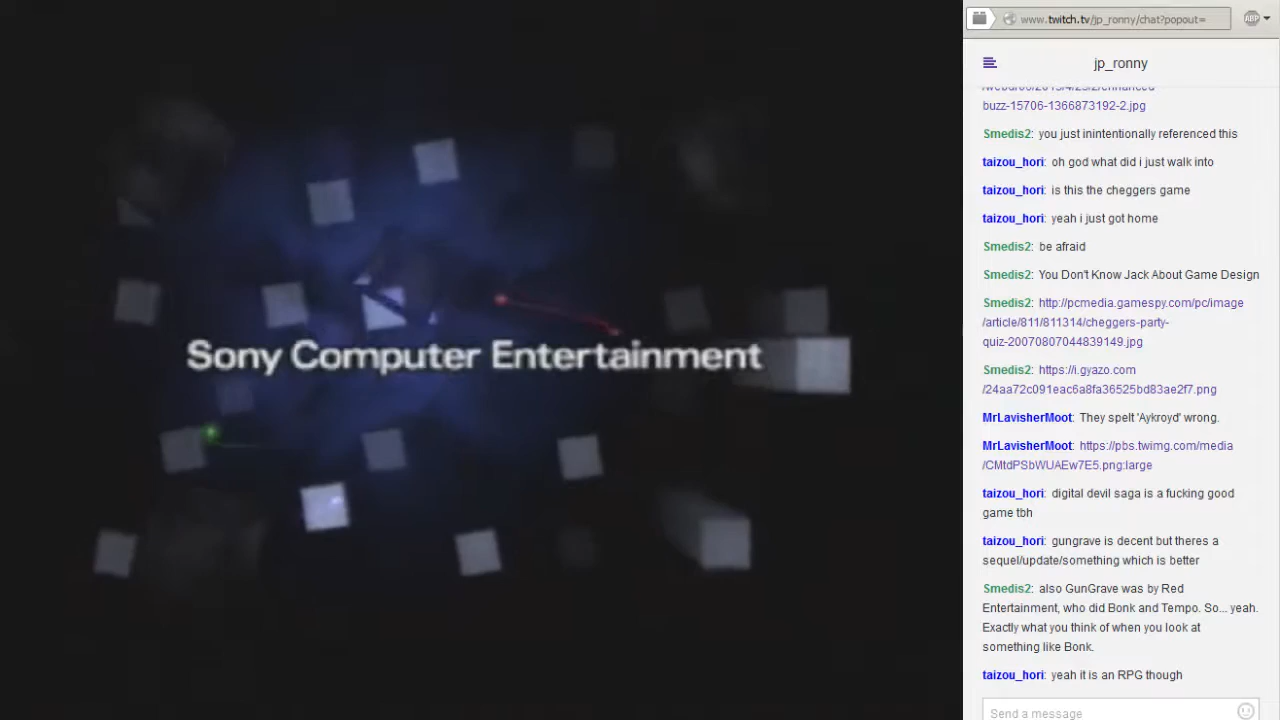 Sony Computer Entertainment
www.twitch.tv/jp_ronny/chat?popout=
ABP
jp_ronny
buzz-15706-1366873192-2.jpg
Smedis2: you just inintentionally referenced this
taizou_hori: oh god what did i just walk into
taizou_hori: is this the cheggers game
taizou_hori: yeah i just got home
Smedis2: be afraid
Smedis2: You Don't Know Jack About Game Design
Smedis2: http://pcmedia.gamespy.com/pc/image
/article/811/811314/cheggers-party-
quiz-20070807044839149.jpg
Smedis2: https://i.gyazo.com
/24aa72c091eac6a8fa36525bd83ae2f7.png
MrLavisherMoot: They spelt 'Aykroyd' wrong.
MrLavisherMoot: https://pbs.twimg.com/media
/CMtdPSbWUAEw7E5.png:large
taizou_hori: digital devil saga is a fucking good
game tbh
taizou_hori: gungrave is decent but theres a
sequel/update/something which is better
Smedis2: also GunGrave was by Red
Entertainment, who did Bonk and Tempo. So... yeah.
Exactly what you think of when you look at
something like Bonk.
taizou_hori: yeah it is an RPG though
Send a message